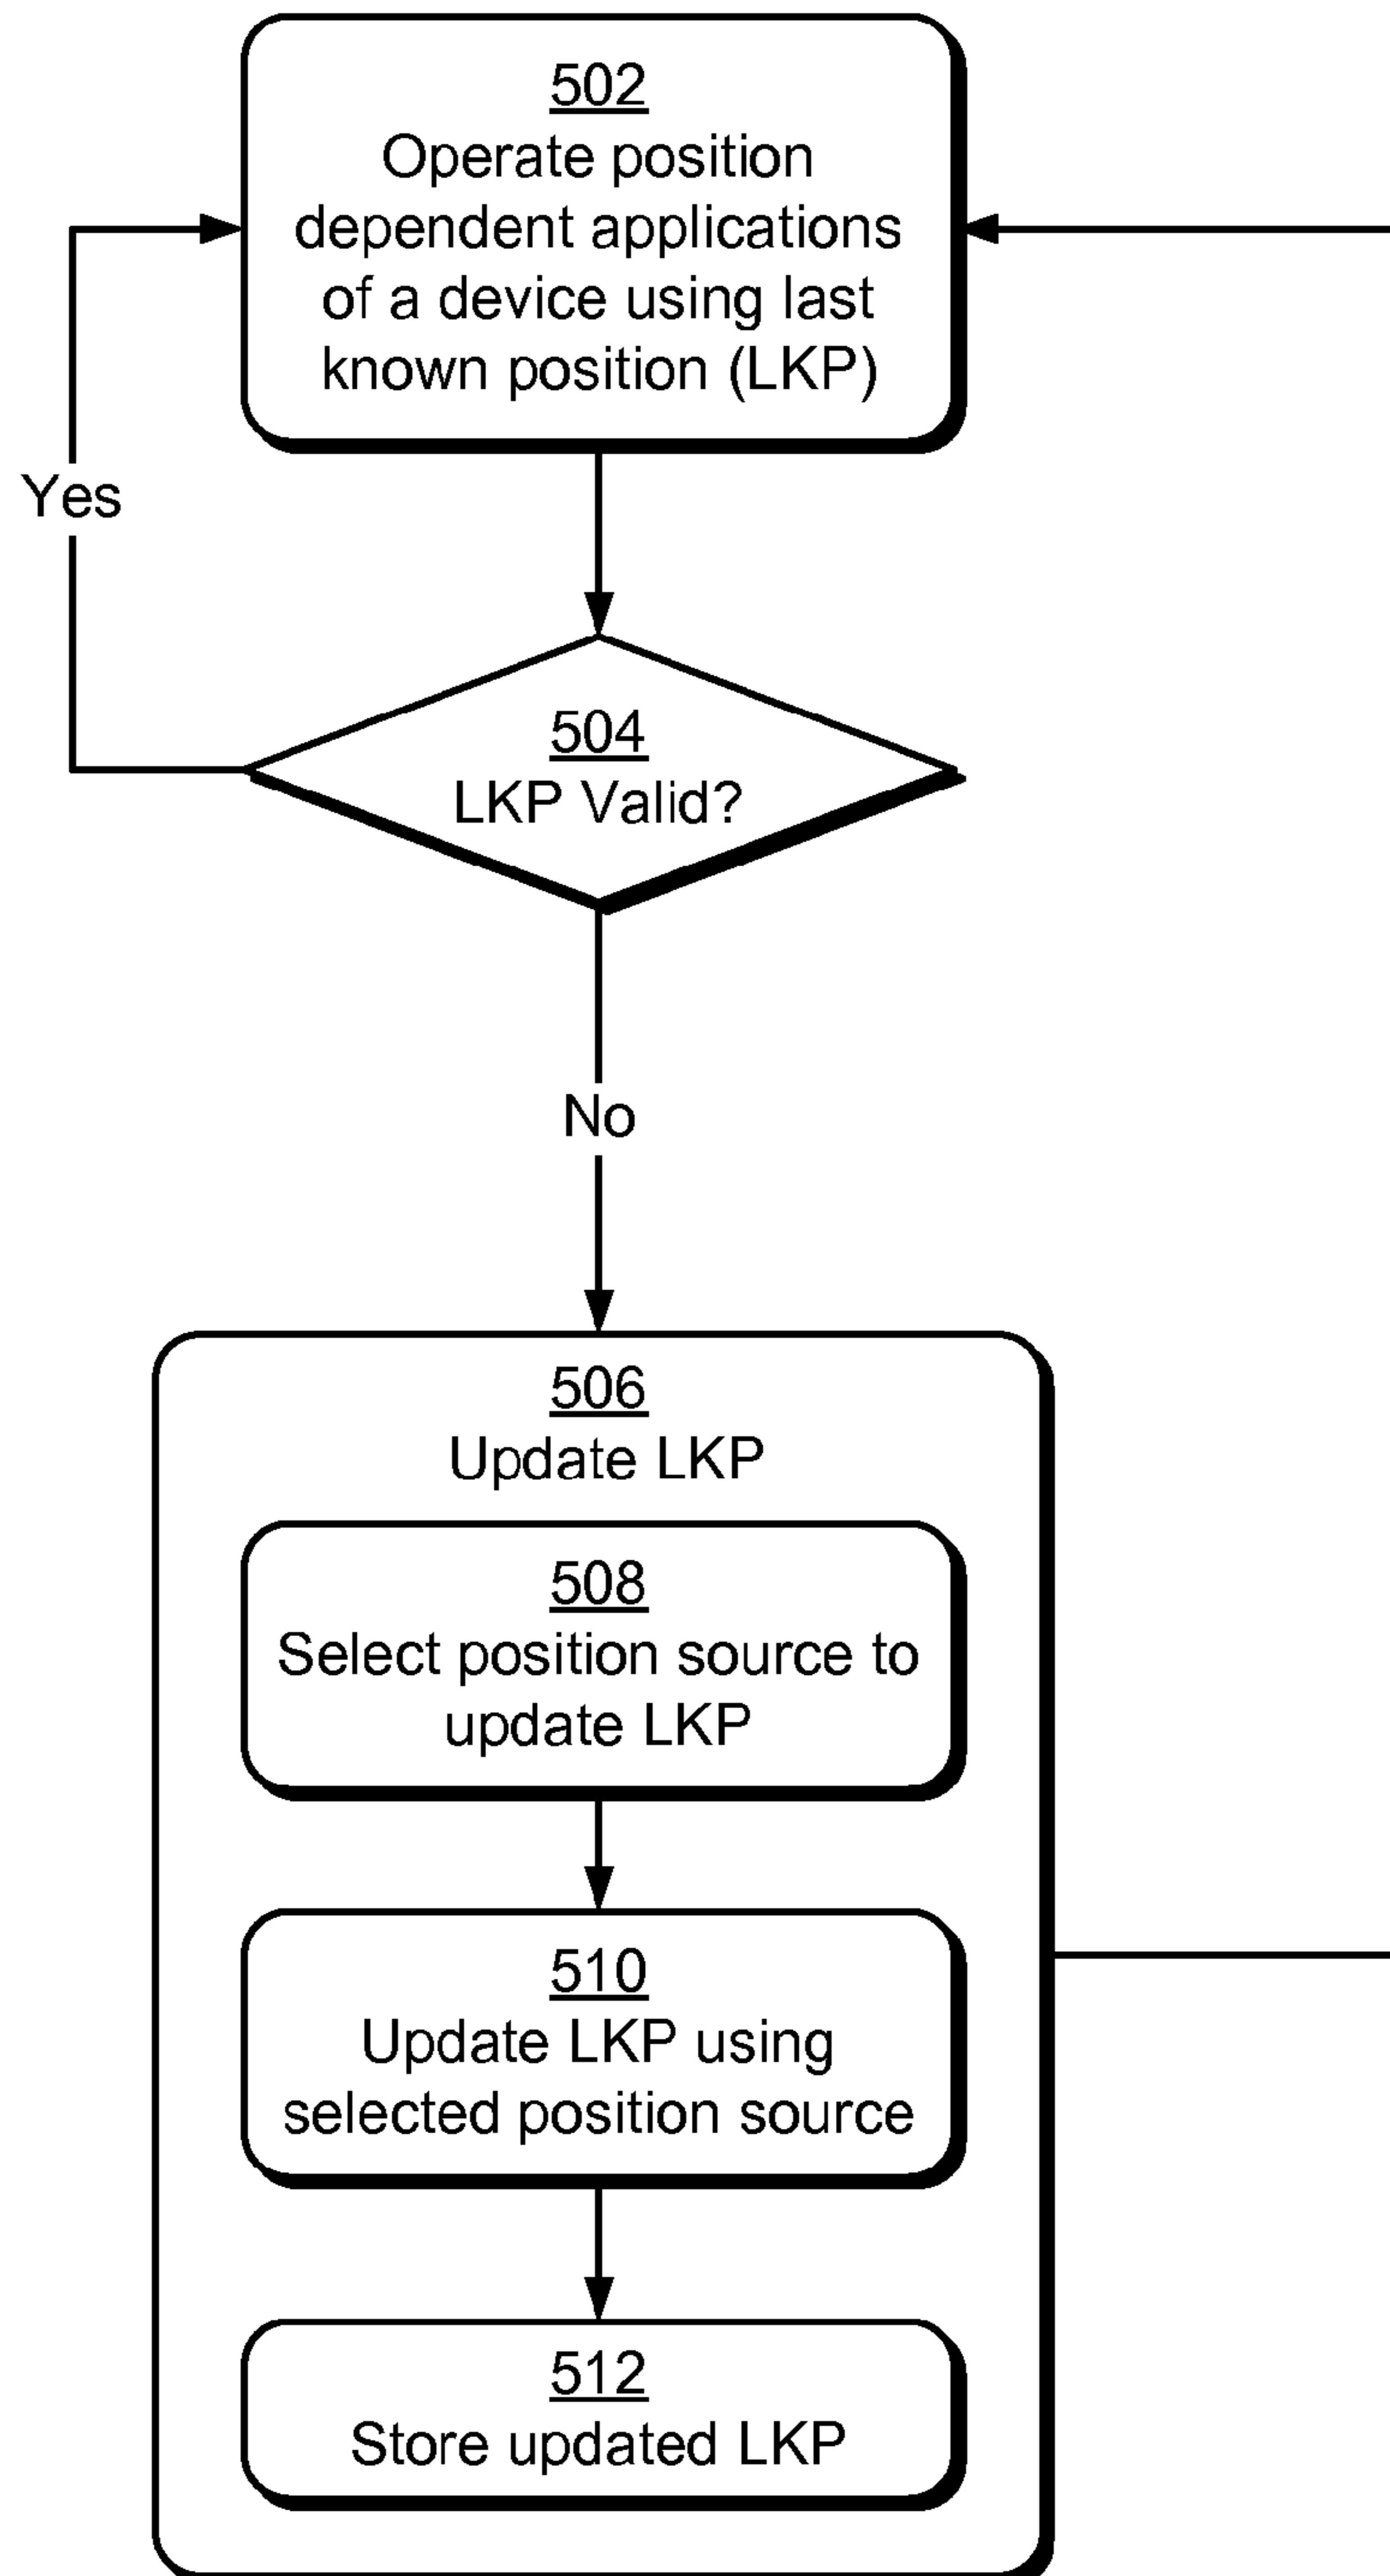 502
Operate position
dependent applications
of a device using last
known position (LKP)
Yes
504
LKP Valid?
No
506
Update LKP
508
Select position source to
update LKP
510
Update LKP using
selected position source
512
Store updated LKP